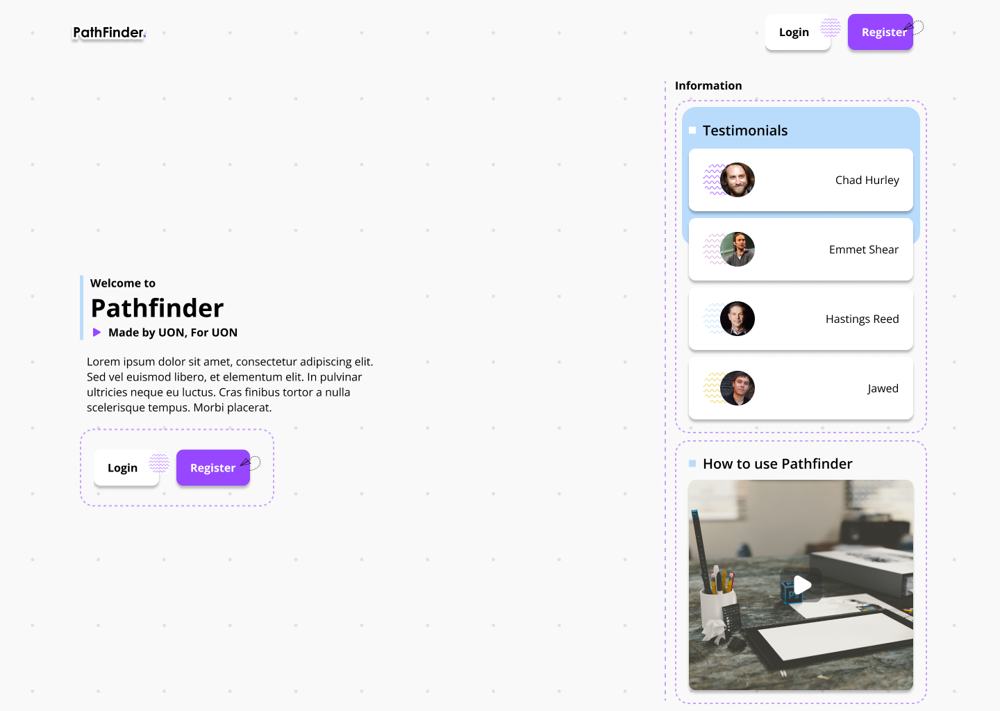 PathFinder.
Login
Register
Information
Testimonials
Chad Hurley
Emmet Shear
Hastings Reed
Jawed
Welcome to
Pathfinder
Made by UON, For UON
Lorem ipsum dolor sit amet, consectetur adipiscing elit.
Sed vel euismod libero, et elementum elit. In pulvinar
ultricies neque eu luctus. Cras finibus tortor a nulla
scelerisque tempus. Morbi placerat.
Login
Register
How to use Pathfinder
Ps